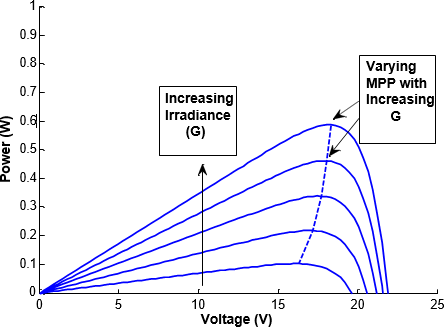 1
0.9
0.8
0.7
0.6
0.5
0.4
0.3
0.2
0.1
0
Power (W)
Increasing
Irradiance
(G)
Varying
MPP with
Increasing
G
0 5 10 15 20 25
Voltage (V)